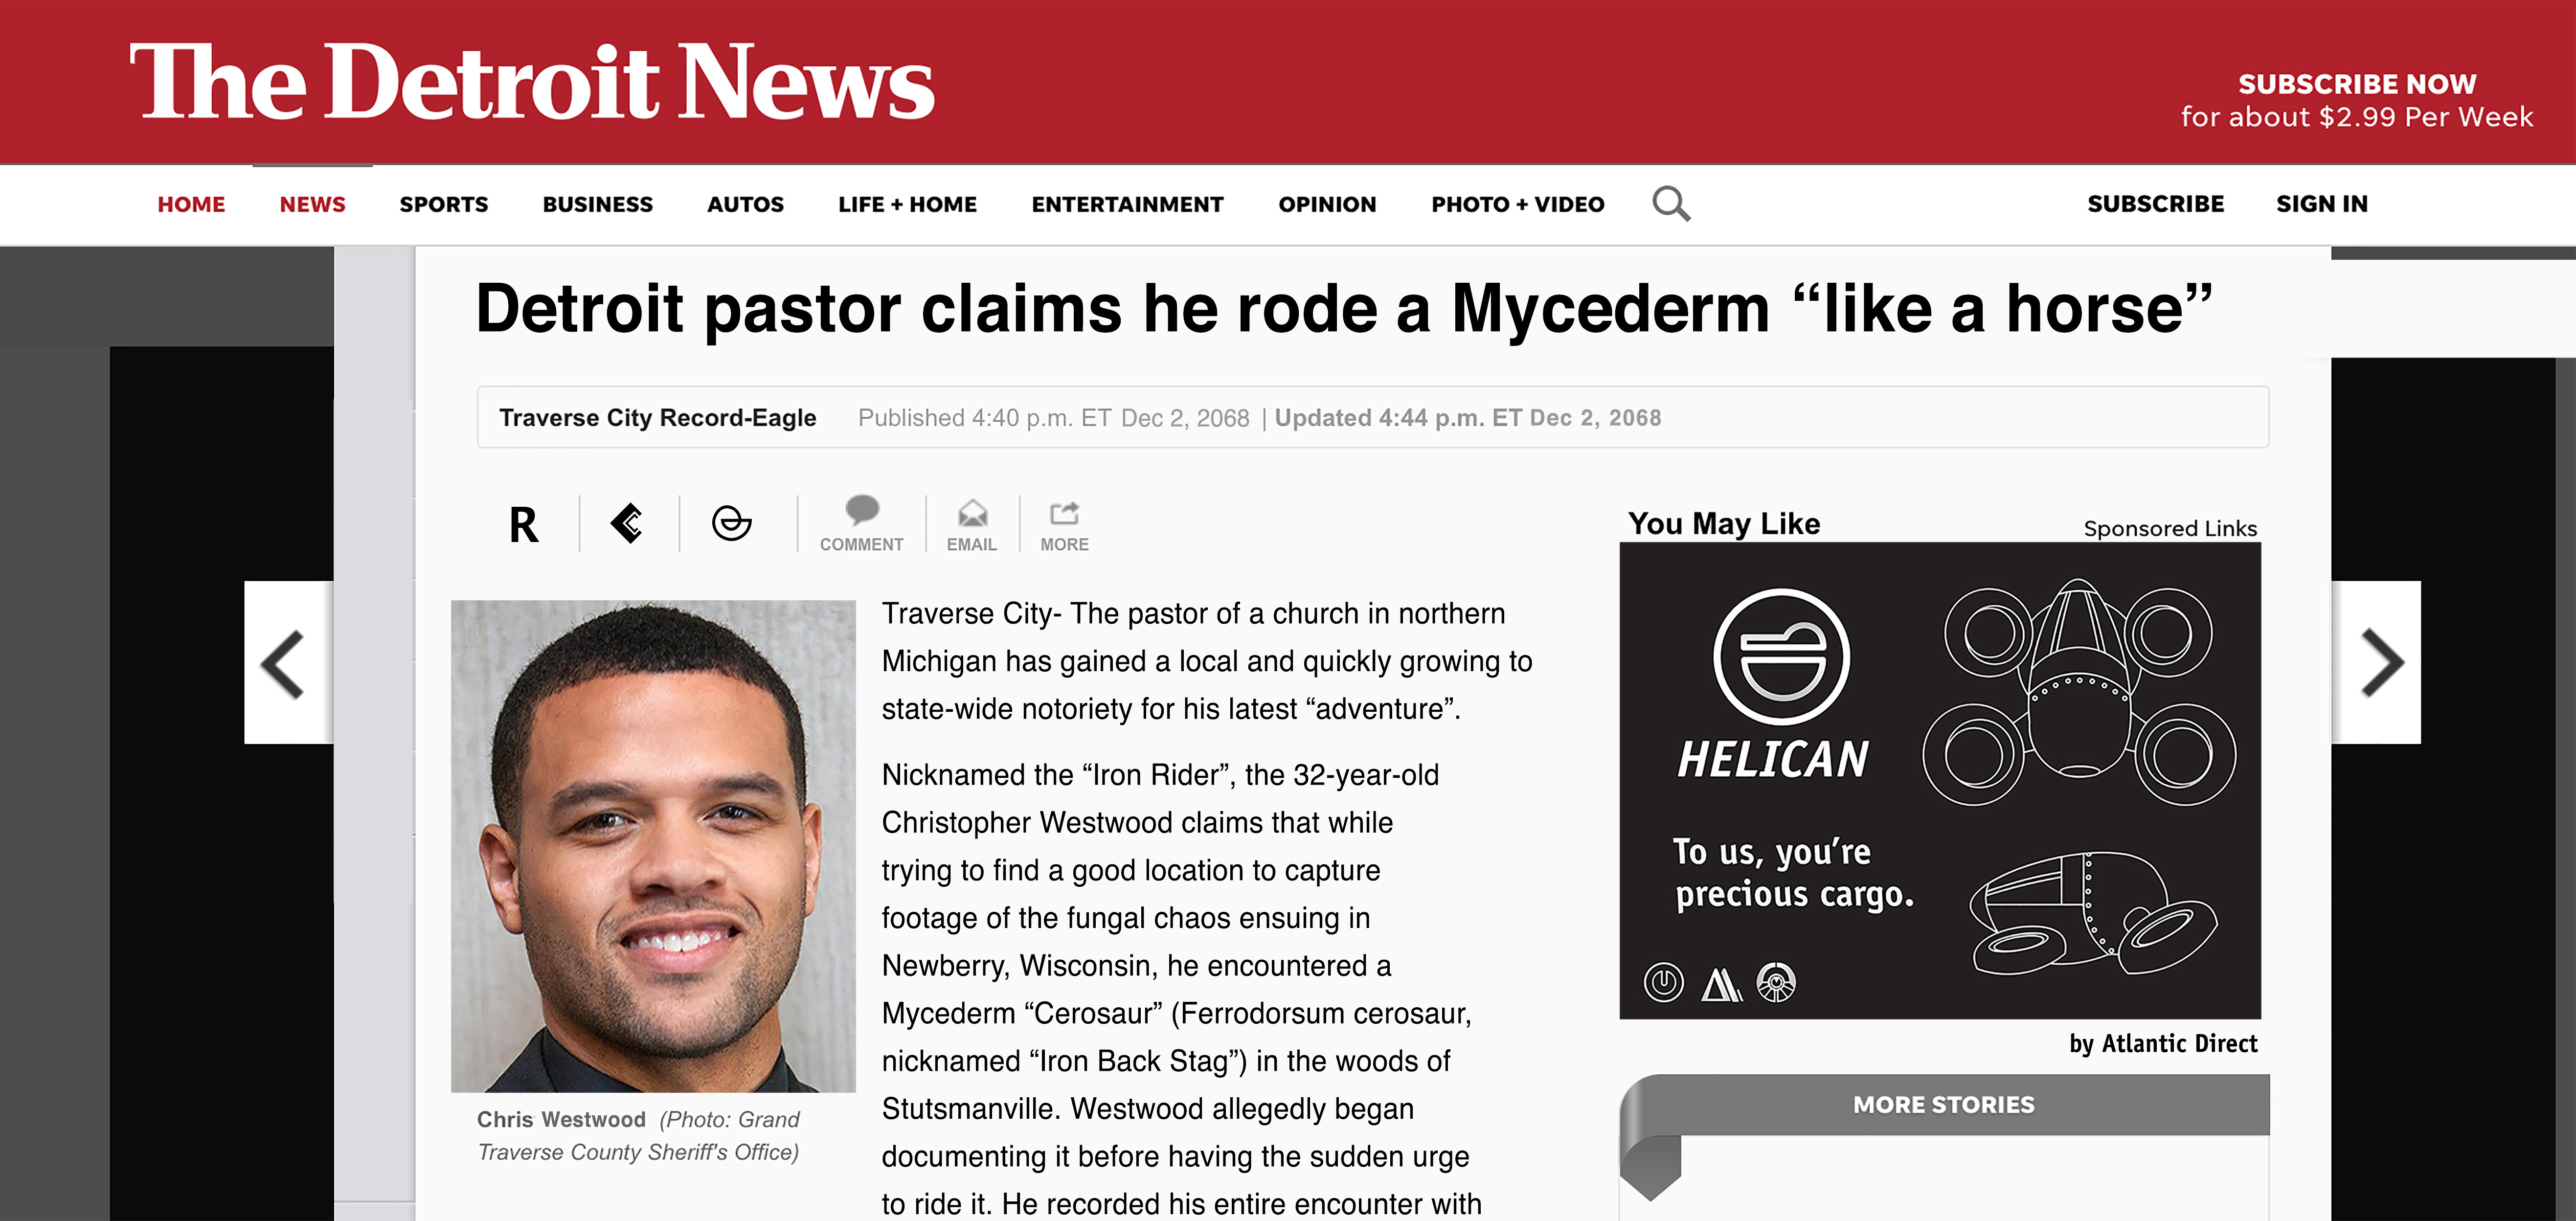 The Detroit News
SUBSCRIBE NOW
for about $2.99 Per Week
HOME NEWS SPORTS BUSINESS AUTOS LIFE + HOME ENTERTAINMENT OPINION PHOTO + VIDEO SUBSCRIBE SIGN IN
Detroit pastor claims he rode a Mycederm “like a horse”
Traverse City Record-Eagle Published 4:40 p.m. ET Dec 2, 2068 | Updated 4:44 p.m. ET Dec 2, 2068
R
COMMENT EMAIL MORE
Traverse City- The pastor of a church in northern
Michigan has gained a local and quickly growing to
state-wide notoriety for his latest “adventure”.
Nicknamed the “Iron Rider”, the 32-year-old
Christopher Westwood claims that while
trying to find a good location to capture
footage of the fungal chaos ensuing in
Newberry, Wisconsin, he encountered a
Mycederm “Cerosaur” (Ferrodorsum cerosaur,
nicknamed “Iron Back Stag”) in the woods of
Stutsmanville. Westwood allegedly began
documenting it before having the sudden urge
to ride it. He recorded his entire encounter with
Chris Westwood (Photo: Grand
Traverse County Sheriff's Office)
You May Like Sponsored Links
HELICAN
To us, you’re
precious cargo.
by Atlantic Direct
MORE STORIES